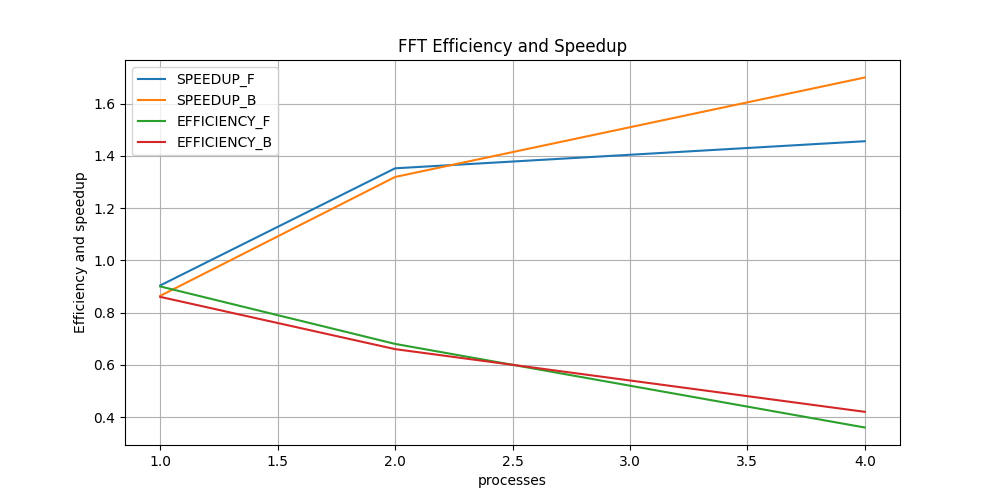 FFT Efficiency and Speedup
SPEEDUP_F
SPEEDUP_B
EFFICIENCY_F
EFFICIENCY_B
Efficiency and speedup
1.6
1.4
1.2
1.0
0.8
0.6
0.4
1.0 1.5 2.0 2.5 3.0 3.5 4.0
processes